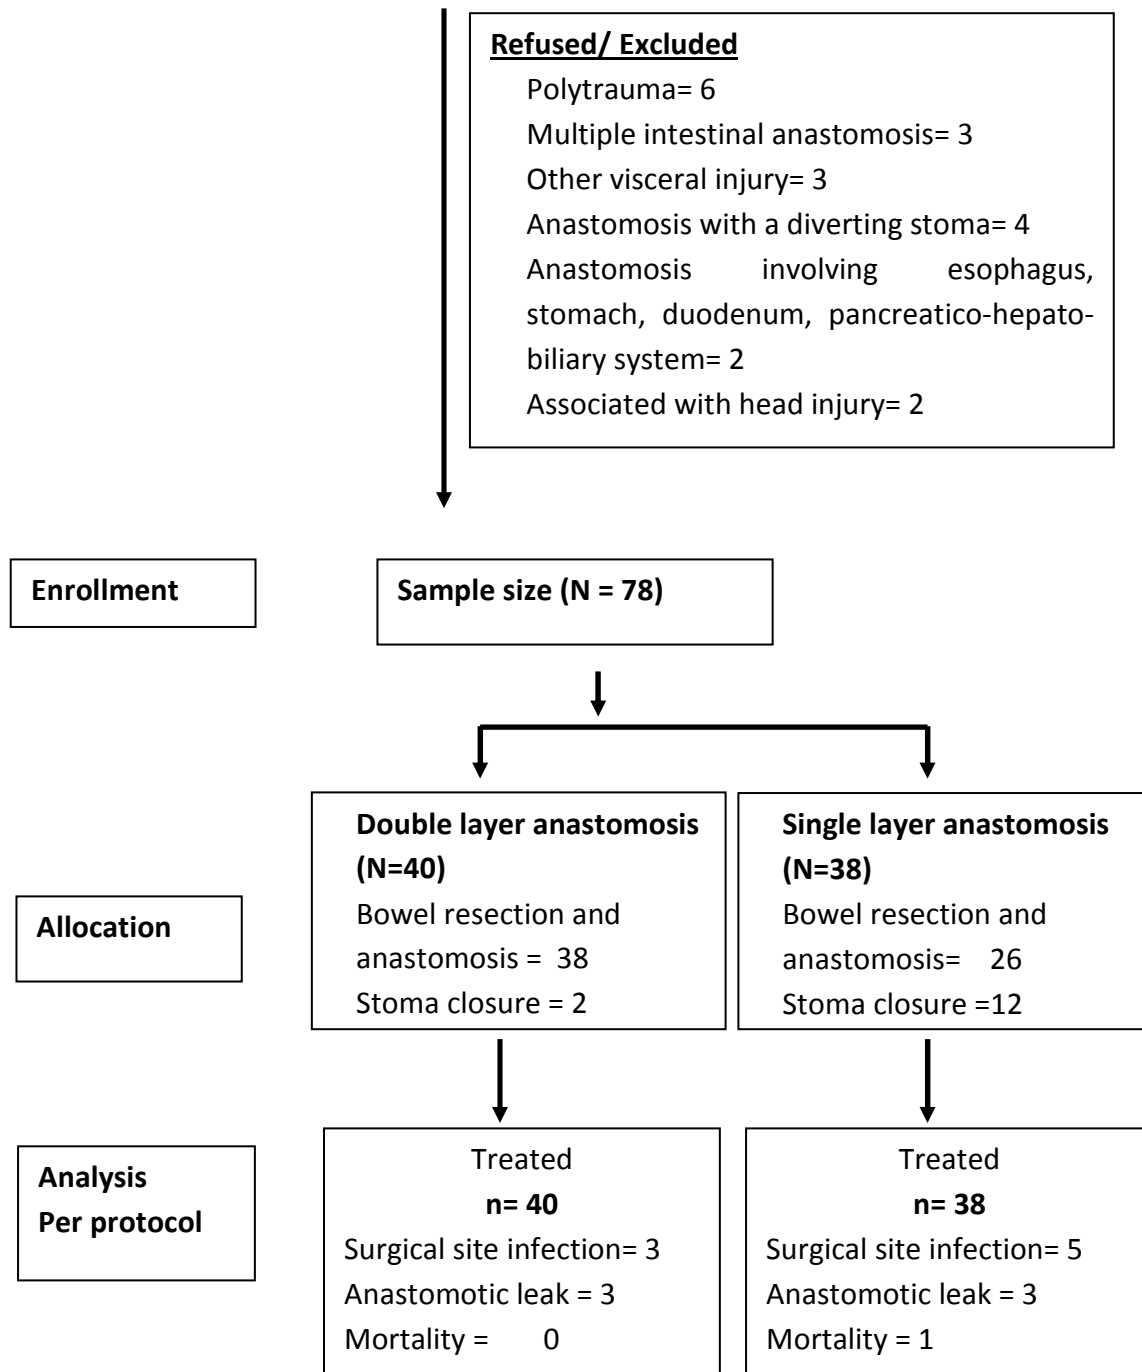 Refused/ Excluded
Polytrauma= 6
Multiple intestinal anastomosis= 3
Other visceral injury= 3
Anastomosis with a diverting stoma= 4
Anastomosis involving esophagus,
stomach, duodenum, pancreatico-hepato-
biliary system= 2
Associated with head injury= 2
Enrollment
Sample size (N = 78)
Allocation
Double layer anastomosis
(N=40)
Bowel resection and
anastomosis = 38
Stoma closure = 2
Single layer anastomosis
(N=38)
Bowel resection and
anastomosis= 26
Stoma closure =12
Analysis
Per protocol
Treated
n= 40
Surgical site infection= 3
Anastomotic leak = 3
Mortality = 0
Treated
n= 38
Surgical site infection= 5
Anastomotic leak = 3
Mortality = 1